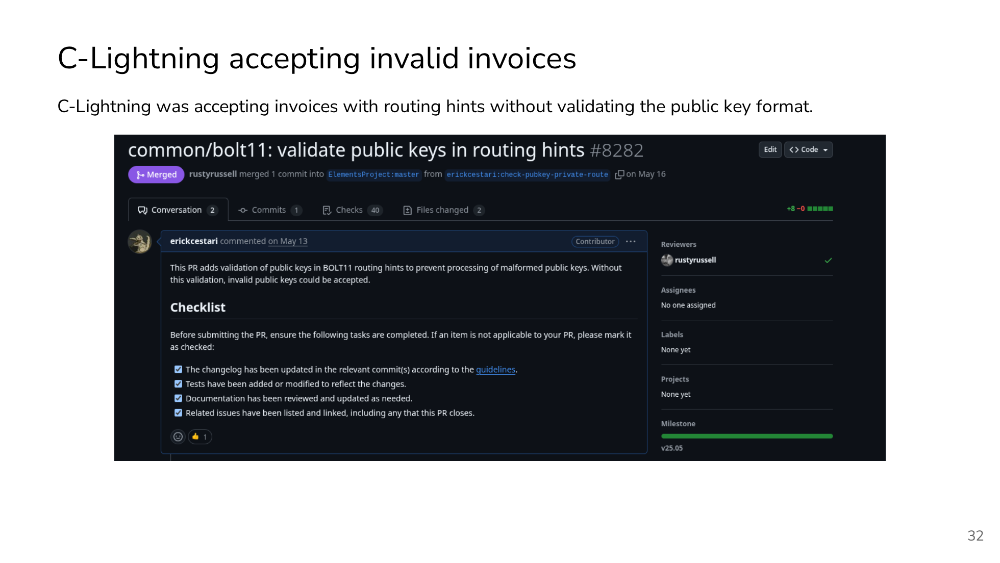 C-Lightning accepting invalid invoices
C-Lightning was accepting invoices with routing hints without validating the public key format.
common/bolt11: validate public keys in routing hints #8282
Edit
Code
Merged
rustyrussell merged 1 commit into ElementsProject:master from erickcestari:check-pubkey-private-route on May 16
Conversation 2
Commits 1
Checks 40
Files changed 2
+8 −0
erickcestari commented on May 13
Contributor
This PR adds validation of public keys in BOLT11 routing hints to prevent processing of malformed public keys. Without
this validation, invalid public keys could be accepted.
Checklist
Before submitting the PR, ensure the following tasks are completed. If an item is not applicable to your PR, please mark it
as checked:
The changelog has been updated in the relevant commit(s) according to the guidelines.
Tests have been added or modified to reflect the changes.
Documentation has been reviewed and updated as needed.
Related issues have been listed and linked, including any that this PR closes.
1
Reviewers
rustyrussell
Assignees
No one assigned
Labels
None yet
Projects
None yet
Milestone
v25.05
32